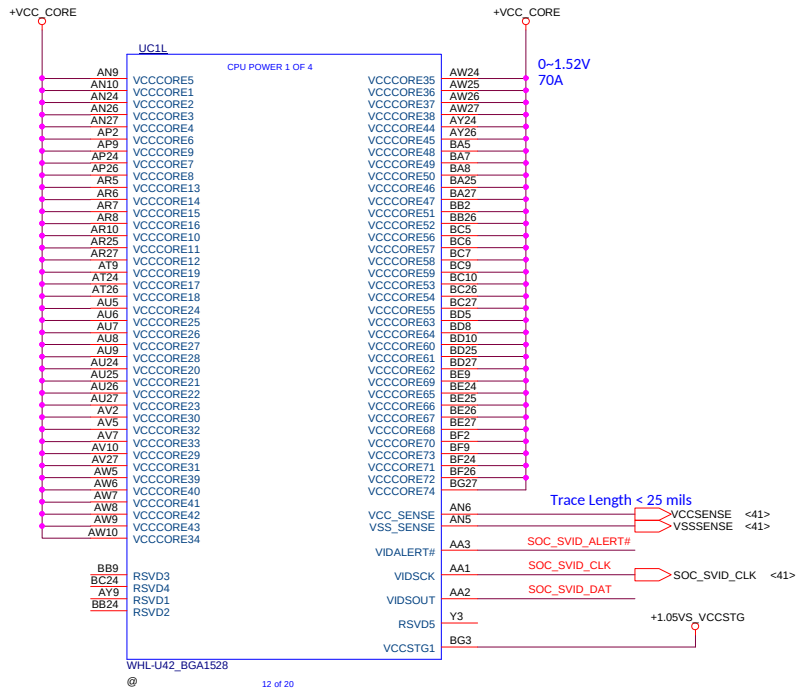 +VCC_CORE
+VCC_CORE
UC1L
CPU POWER 1 OF 4
0~1.52V
70A
AN9 VCCCORE5 VCCCORE35 AW24
AN10 VCCCORE1 VCCCORE36 AW25
AN24 VCCCORE2 VCCCORE37 AW26
AN26 VCCCORE3 VCCCORE38 AW27
AN27 VCCCORE4 VCCCORE44 AY24
AP2 VCCCORE6 VCCCORE45 AY26
AP9 VCCCORE9 VCCCORE48 BA5
AP24 VCCCORE7 VCCCORE49 BA7
AP26 VCCCORE8 VCCCORE50 BA8
AR5 VCCCORE13 VCCCORE46 BA25
AR6 VCCCORE14 VCCCORE47 BA27
AR7 VCCCORE15 VCCCORE51 BB2
AR8 VCCCORE16 VCCCORE52 BB26
AR10 VCCCORE10 VCCCORE56 BC5
AR25 VCCCORE11 VCCCORE57 BC6
AR27 VCCCORE12 VCCCORE58 BC7
AT9 VCCCORE19 VCCCORE59 BC9
AT24 VCCCORE17 VCCCORE53 BC10
AT26 VCCCORE18 VCCCORE54 BC26
AU5 VCCCORE24 VCCCORE55 BC27
AU6 VCCCORE25 VCCCORE63 BD5
AU7 VCCCORE26 VCCCORE64 BD8
AU8 VCCCORE27 VCCCORE60 BD10
AU9 VCCCORE28 VCCCORE61 BD25
AU24 VCCCORE20 VCCCORE62 BD27
AU25 VCCCORE21 VCCCORE69 BE9
AU26 VCCCORE22 VCCCORE65 BE24
AU27 VCCCORE23 VCCCORE66 BE25
AV2 VCCCORE30 VCCCORE67 BE26
AV5 VCCCORE32 VCCCORE68 BE27
AV7 VCCCORE33 VCCCORE70 BF2
AV10 VCCCORE29 VCCCORE73 BF9
AV27 VCCCORE31 VCCCORE71 BF24
AW5 VCCCORE39 VCCCORE72 BF26
AW6 VCCCORE40 VCCCORE74 BG27
AW7 VCCCORE41
AW8 VCCCORE42
AW9 VCCCORE43
AW10 VCCCORE34
Trace Length < 25 mils
VCC_SENSE AN6 VCCSENSE <41>
VSS_SENSE AN5 VSSSENSE <41>
VIDALERT# AA3 SOC_SVID_ALERT#
VIDSCK AA1 SOC_SVID_CLK SOC_SVID_CLK <41>
VIDSOUT AA2 SOC_SVID_DAT
BB9 RSVD3
BC24 RSVD4
AY9 RSVD1
BB24 RSVD2
RSVD5 Y3
+1.05VS_VCCSTG
VCCSTG1 BG3
WHL-U42_BGA1528
@
12 of 20